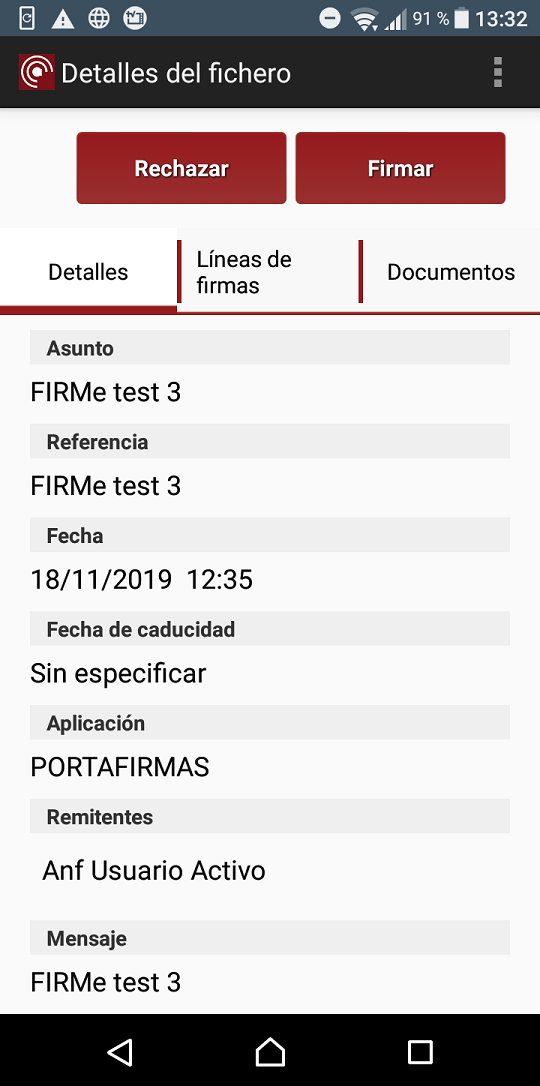 91 % 13:32
Detalles del fichero
Rechazar Firmar
Detalles
Líneas de
firmas
Documentos
Asunto
FIRMe test 3
Referencia
FIRMe test 3
Fecha
18/11/2019 12:35
Fecha de caducidad
Sin especificar
Aplicación
PORTAFIRMAS
Remitentes
Anf Usuario Activo
Mensaje
FIRMe test 3